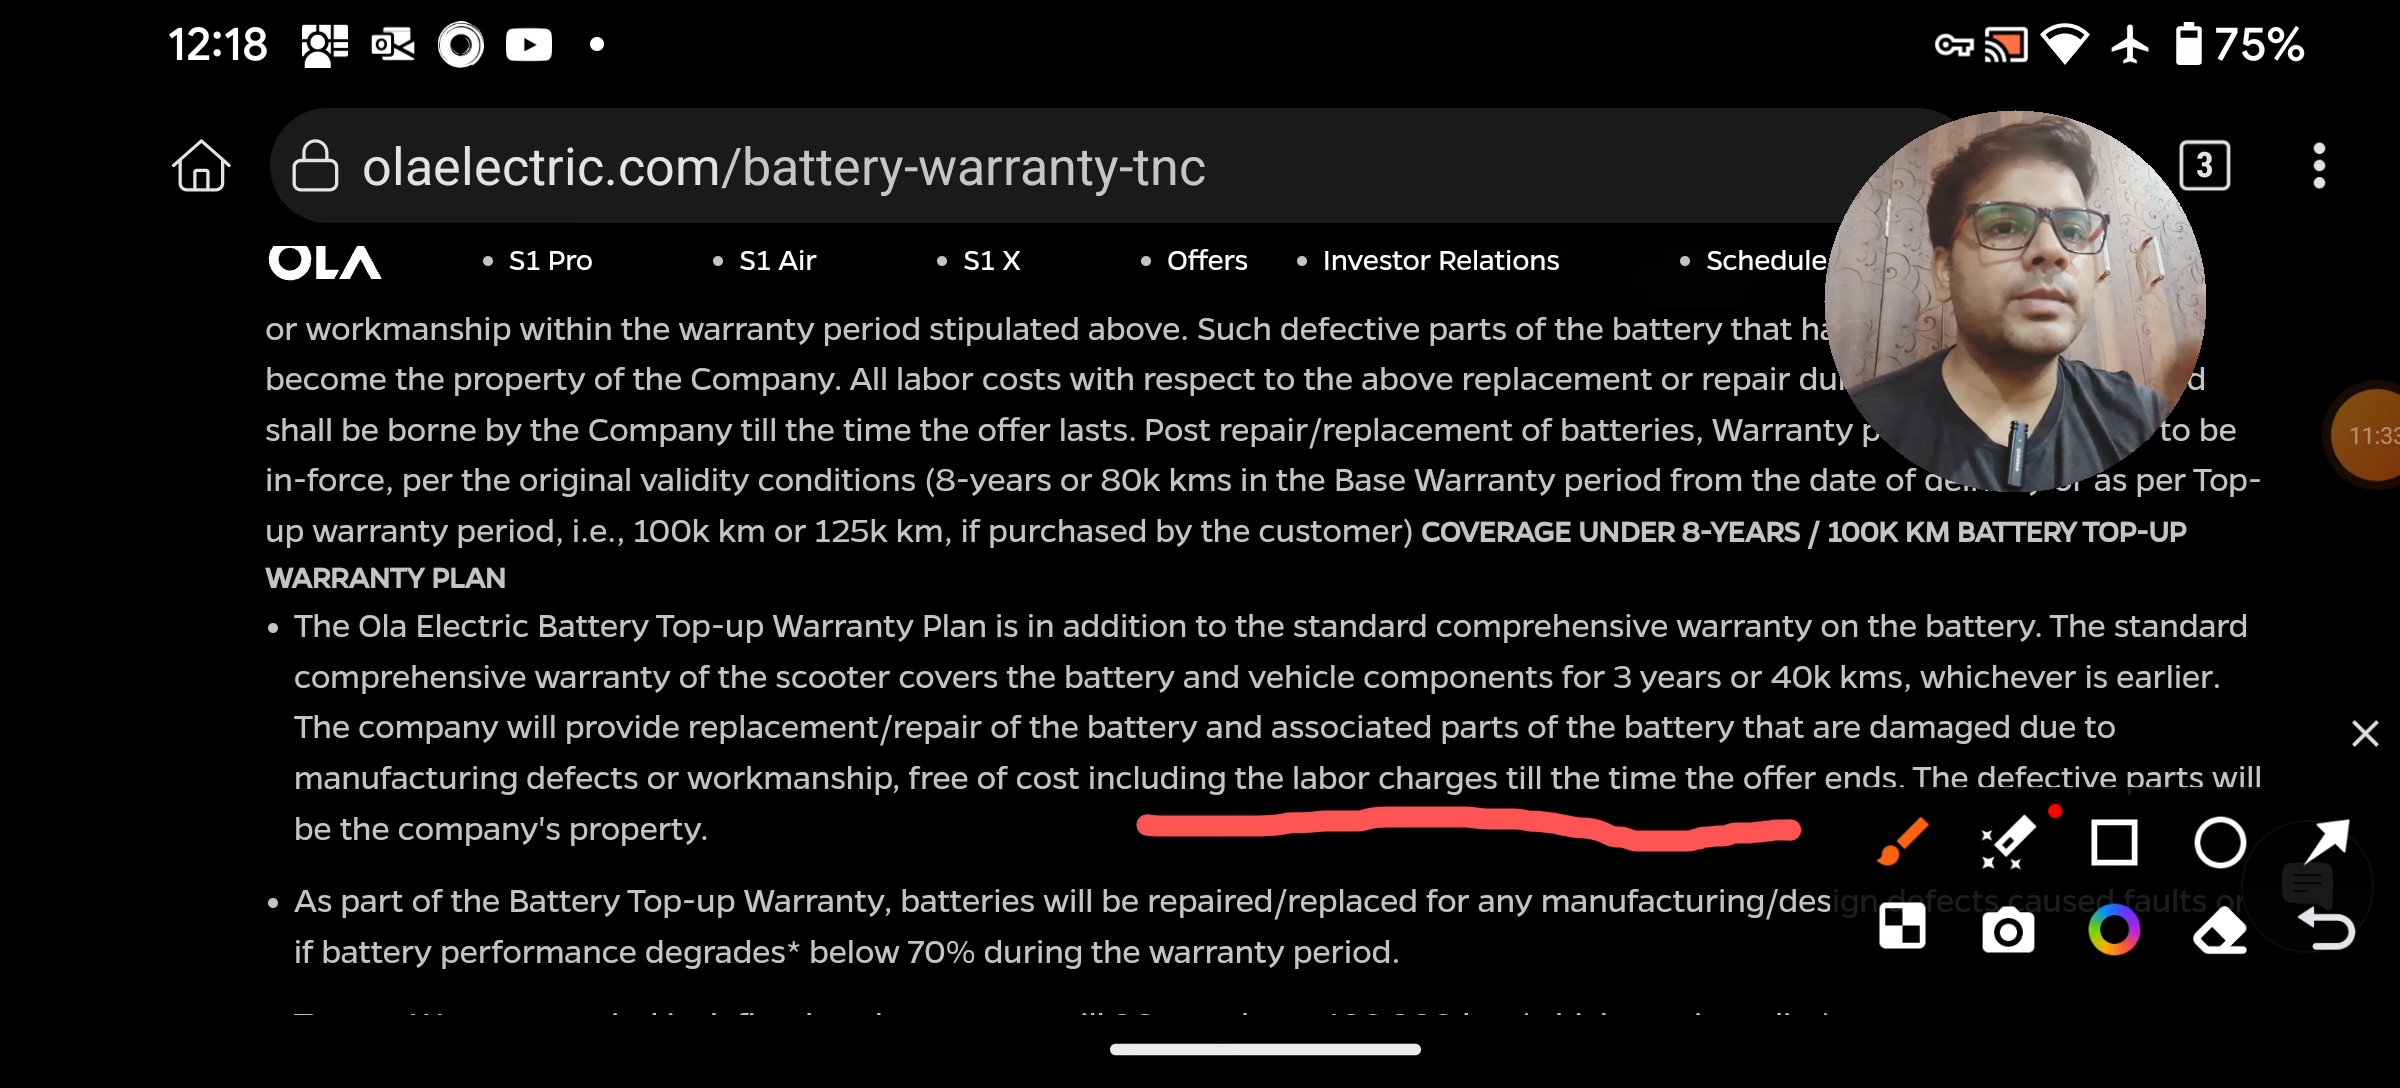 12:18
75%
olaelectric.com/battery-warranty-tnc
3
OLA • S1 Pro • S1 Air • S1 X • Offers • Investor Relations • Schedule
or workmanship within the warranty period stipulated above. Such defective parts of the battery that
become the property of the Company. All labor costs with respect to the above replacement or repair
shall be borne by the Company till the time the offer lasts. Post repair/replacement of batteries, Warranty to be
11:33
in-force, per the original validity conditions (8-years or 80k kms in the Base Warranty period from the date of as per Top-
up warranty period, i.e., 100k km or 125k km, if purchased by the customer) COVERAGE UNDER 8-YEARS / 100K KM BATTERY TOP-UP
WARRANTY PLAN
• The Ola Electric Battery Top-up Warranty Plan is in addition to the standard comprehensive warranty on the battery. The standard
comprehensive warranty of the scooter covers the battery and vehicle components for 3 years or 40k kms, whichever is earlier.
The company will provide replacement/repair of the battery and associated parts of the battery that are damaged due to
manufacturing defects or workmanship, free of cost including the labor charges till the time the offer ends. The defective parts will
be the company's property.
• As part of the Battery Top-up Warranty, batteries will be repaired/replaced for any manufacturing/design defects caused faults or
if battery performance degrades* below 70% during the warranty period.